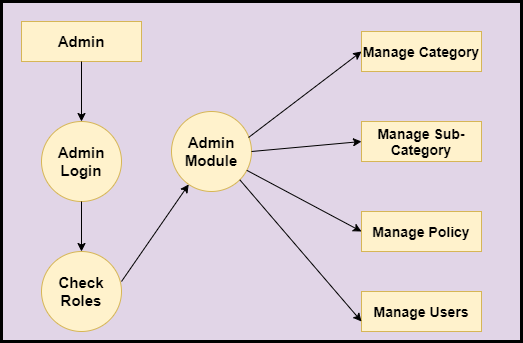 Admin
Admin
Login
Check
Roles
Admin
Module
Manage Category
Manage Sub-
Category
Manage Policy
Manage Users